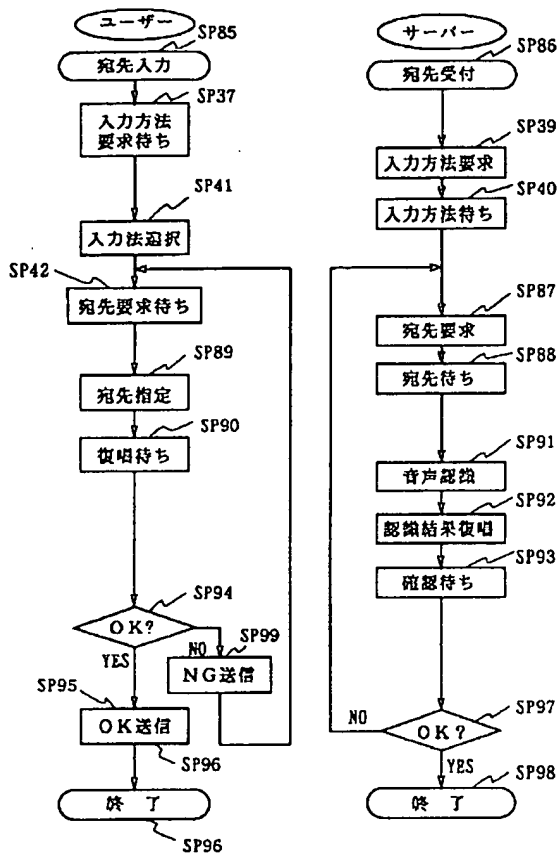 ユーザー
SP85
宛先入力
SP37
入力方法
要求待ち
SP41
入力法選択
SP42
宛先要求待ち
SP89
宛先指定
SP90
復唱待ち
SP94
OK?
NO
SP99
YES
NG送信
SP95
OK送信
SP96
終了
SP96
サーバー
SP86
宛先受付
SP39
入力方法要求
SP40
入力方法待ち
SP87
宛先要求
SP88
宛先待ち
SP91
音声認識
SP92
認識結果復唱
SP93
確認待ち
SP97
NO
OK?
YES
SP98
終了